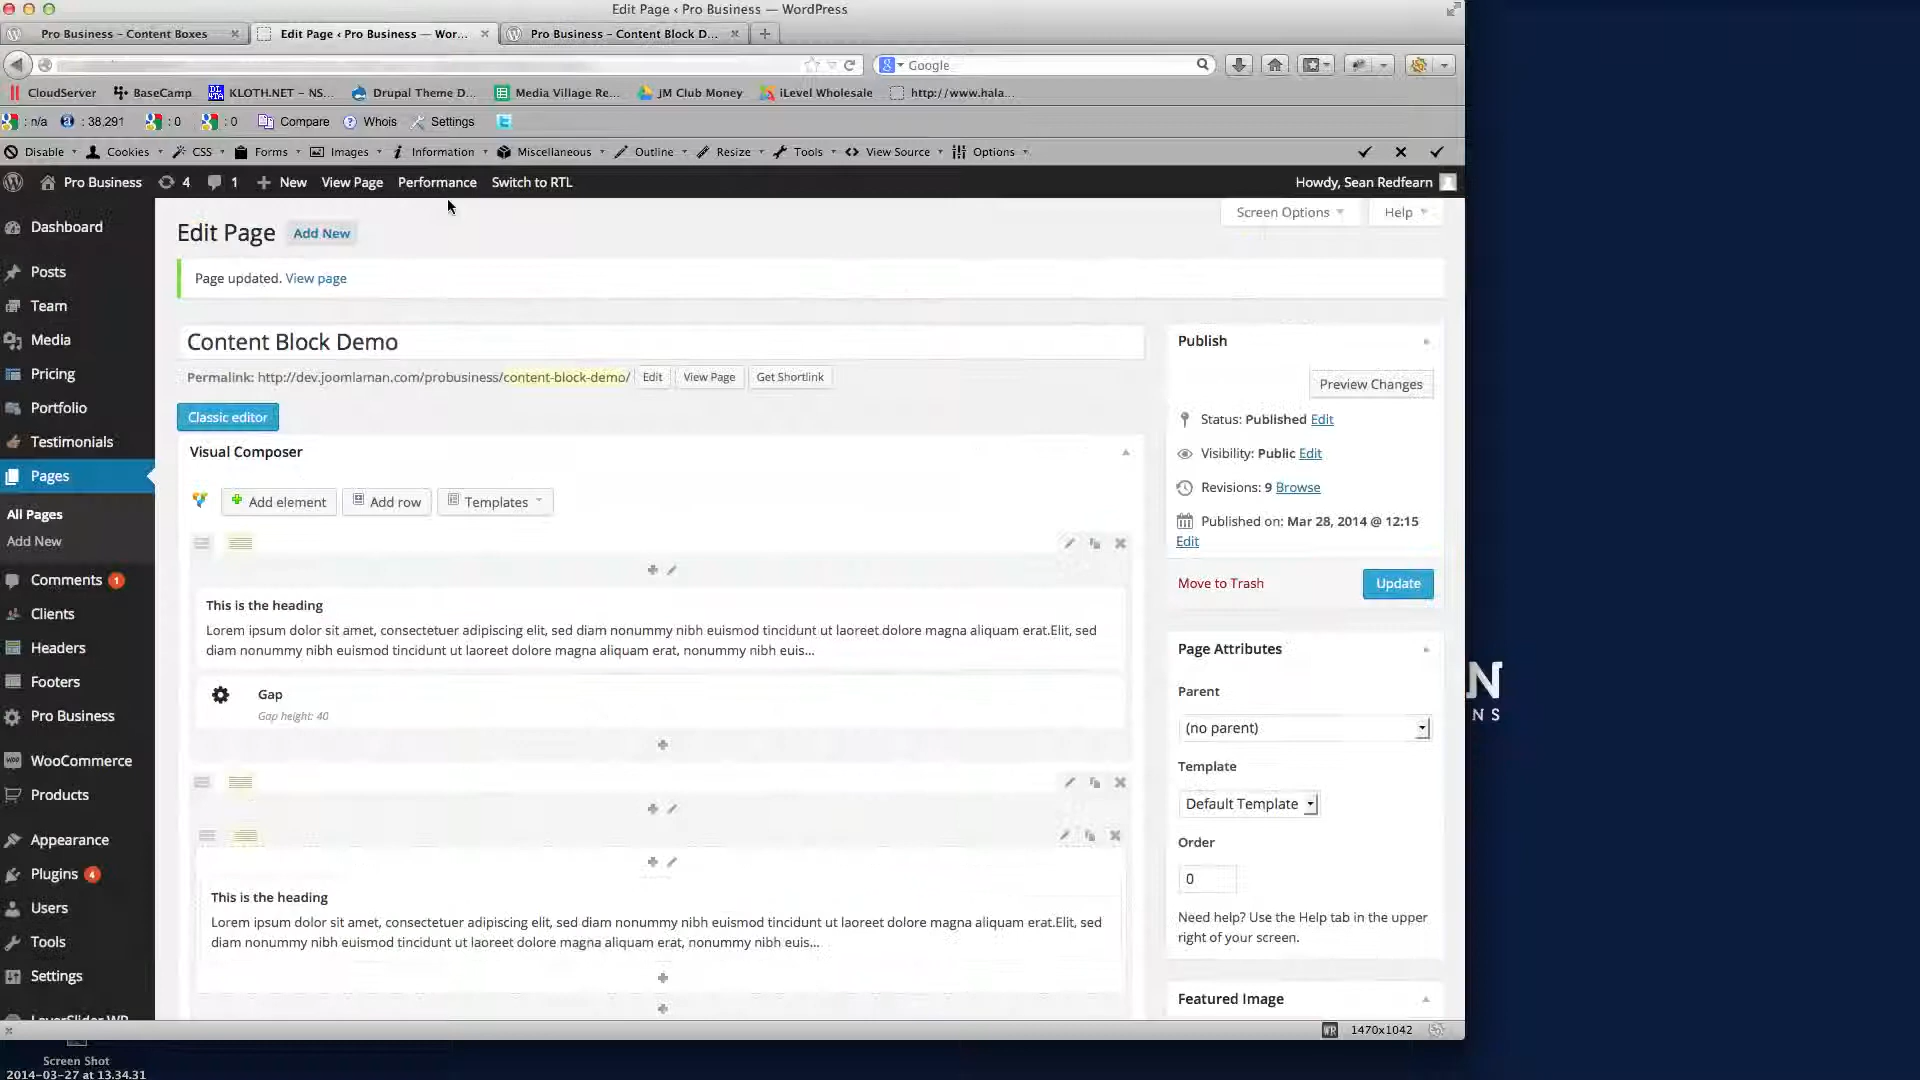 Edit Page ‹ Pro Business — WordPress
Pro Business – Content Boxes
Edit Page ‹ Pro Business — Wor...
Pro Business – Content Block D...
Google
CloudServer
BaseCamp
KLOTH.NET – NS...
Drupal Theme D...
Media Village Re...
JM Club Money
iLevel Wholesale
http://www.hala...
: n/a
: 38,291
: 0
: 0
Compare
Whois
Settings
Disable
Cookies
CSS
Forms
Images
Information
Miscellaneous
Outline
Resize
Tools
View Source
Options
Pro Business
4
1
New
View Page
Performance
Switch to RTL
Howdy, Sean Redfearn
Screen Options
Help
Dashboard
Posts
Team
Media
Pricing
Portfolio
Testimonials
Pages
All Pages
Add New
Comments 1
Clients
Headers
Footers
Pro Business
WooCommerce
Products
Appearance
Plugins 4
Users
Tools
Settings
LayerSlider WP
Edit Page
Add New
Page updated. View page
Content Block Demo
Permalink: http://dev.joomlaman.com/probusiness/content-block-demo/
Edit
View Page
Get Shortlink
Classic editor
Visual Composer
Add element
Add row
Templates
This is the heading
Lorem ipsum dolor sit amet, consectetuer adipiscing elit, sed diam nonummy nibh euismod tincidunt ut laoreet dolore magna aliquam erat.Elit, sed
diam nonummy nibh euismod tincidunt ut laoreet dolore magna aliquam erat, nonummy nibh euis...
Gap
Gap height: 40
This is the heading
Lorem ipsum dolor sit amet, consectetuer adipiscing elit, sed diam nonummy nibh euismod tincidunt ut laoreet dolore magna aliquam erat.Elit, sed
diam nonummy nibh euismod tincidunt ut laoreet dolore magna aliquam erat, nonummy nibh euis...
Publish
Preview Changes
Status: Published Edit
Visibility: Public Edit
Revisions: 9 Browse
Published on: Mar 28, 2014 @ 12:15
Edit
Move to Trash
Update
Page Attributes
Parent
(no parent)
Template
Default Template
Order
0
Need help? Use the Help tab in the upper
right of your screen.
Featured Image
1470x1042
N
N S
Screen Shot
2014-03-27 at 13.34.31